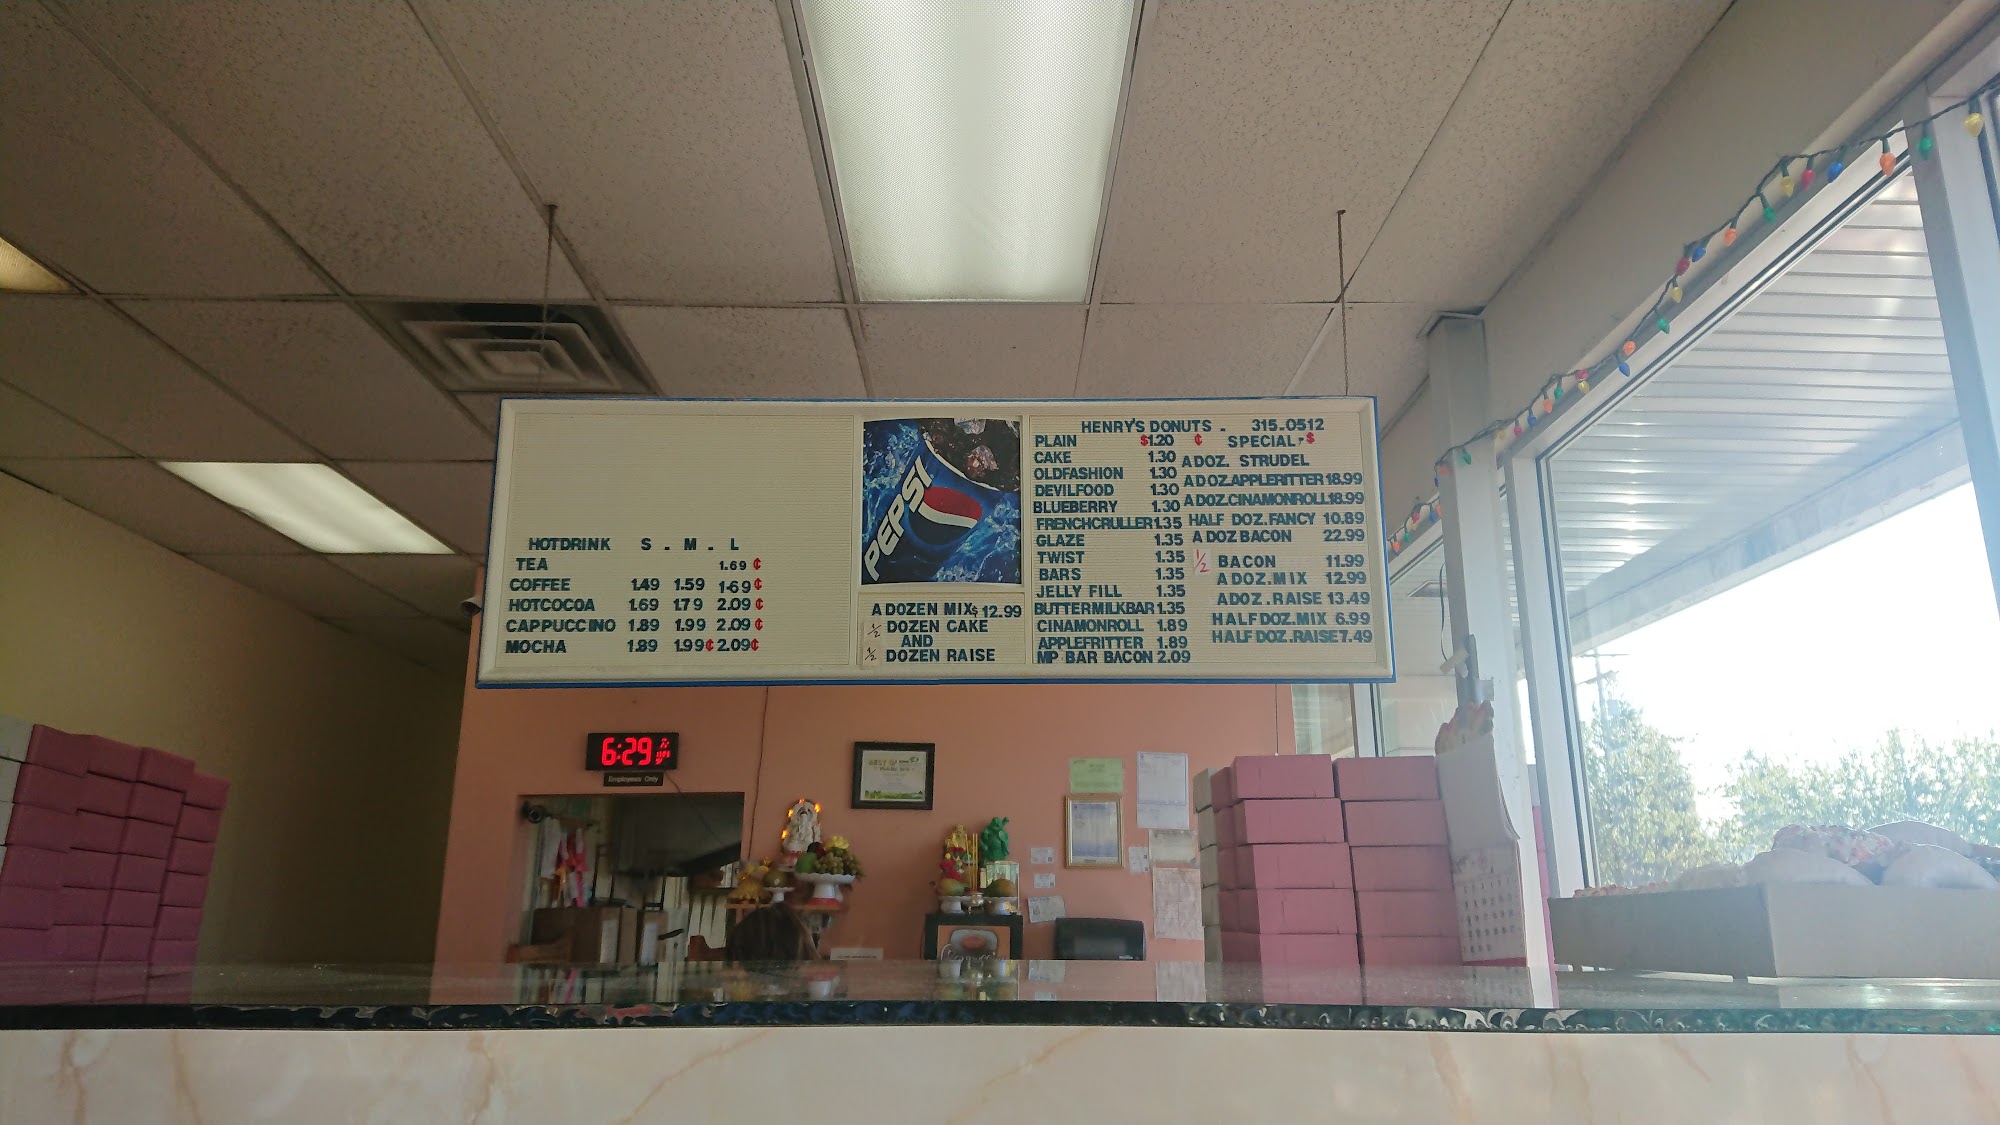 HOTDRINK S . M . L
TEA 1.69 ¢
COFFEE 1.49 1.59 1.69 ¢
HOTCOCOA 1.69 1.79 2.09 ¢
CAPPUCCINO 1.89 1.99 2.09 ¢
MOCHA 1.89 1.99 ¢ 2.09 ¢
PEPSI
A DOZEN MIX $ 12.99
1/2 DOZEN CAKE
AND
1/2 DOZEN RAISE
HENRY'S DONUTS . 315.0512
PLAIN $1.20 ¢
CAKE 1.30
OLDFASHION 1.30
DEVILFOOD 1.30
BLUEBERRY 1.30
FRENCHCRULLER 1.35
GLAZE 1.35
TWIST 1.35
BARS 1.35
JELLY FILL 1.35
BUTTERMILKBAR 1.35
CINAMONROLL 1.89
APPLEFRITTER 1.89
MP BAR BACON 2.09
SPECIAL $
A DOZ. STRUDEL
A DOZ.APPLERITTER 18.99
A DOZ.CINAMONROLL 18.99
HALF DOZ.FANCY 10.89
A DOZ BACON 22.99
1/2 BACON 11.99
A DOZ.MIX 12.99
A DOZ.RAISE 13.49
HALF DOZ.MIX 6.99
HALF DOZ.RAISE 7.49
6:29
Employees Only
BEST OF